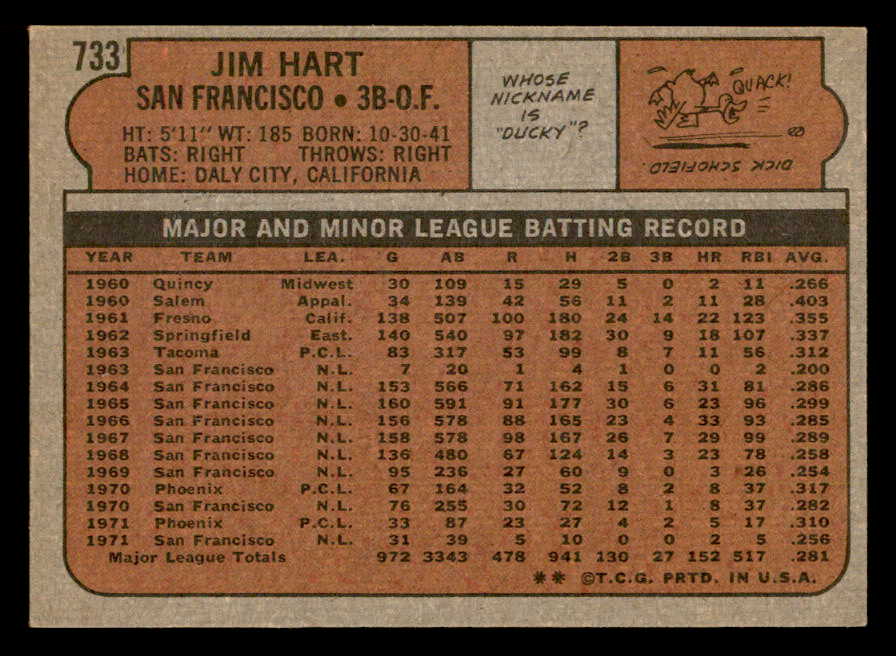 733
JIM HART
SAN FRANCISCO • 3B-O.F.
HT: 5'11" WT: 185 BORN: 10-30-41
BATS: RIGHT THROWS: RIGHT
HOME: DALY CITY, CALIFORNIA
WHOSE
NICKNAME
IS
"DUCKY"?
QUACK!
DICK SCHOFIELD
MAJOR AND MINOR LEAGUE BATTING RECORD
YEAR TEAM LEA. G AB R H 2B 3B HR RBI AVG.
1960 Quincy Midwest 30 109 15 29 5 0 2 11 .266
1960 Salem Appal. 34 139 42 56 11 2 11 28 .403
1961 Fresno Calif. 138 507 100 180 24 14 22 123 .355
1962 Springfield East. 140 540 97 182 30 9 18 107 .337
1963 Tacoma P.C.L. 83 317 53 99 8 7 11 56 .312
1963 San Francisco N.L. 7 20 1 4 1 0 0 2 .200
1964 San Francisco N.L. 153 566 71 162 15 6 31 81 .286
1965 San Francisco N.L. 160 591 91 177 30 6 23 96 .299
1966 San Francisco N.L. 156 578 88 165 23 4 33 93 .285
1967 San Francisco N.L. 158 578 98 167 26 7 29 99 .289
1968 San Francisco N.L. 136 480 67 124 14 3 23 78 .258
1969 San Francisco N.L. 95 236 27 60 9 0 3 26 .254
1970 Phoenix P.C.L. 67 164 32 52 8 2 8 37 .317
1970 San Francisco N.L. 76 255 30 72 12 1 8 37 .282
1971 Phoenix P.C.L. 33 87 23 27 4 2 5 17 .310
1971 San Francisco N.L. 31 39 5 10 0 0 2 5 .256
Major League Totals 972 3343 478 941 130 27 152 517 .281
** ©T.C.G. PRTD. IN U.S.A.